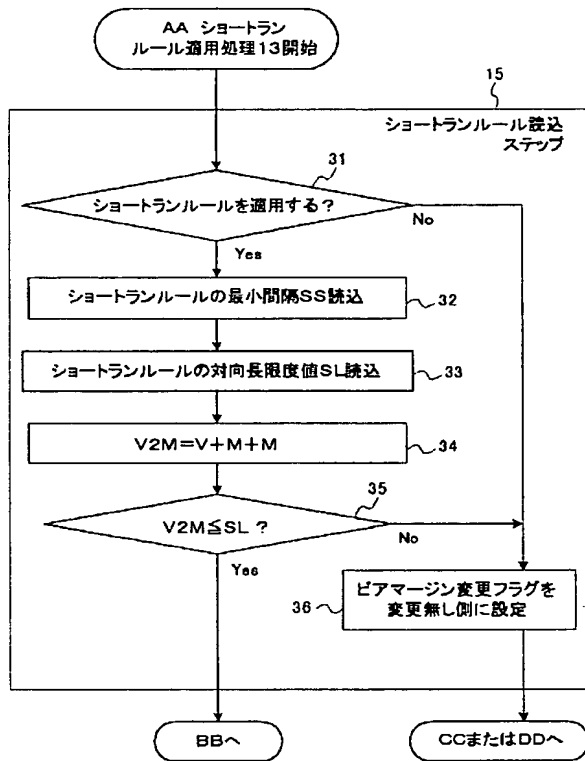 AA ショートラン
ルール適用処理13開始
15
ショートランルール読込
ステップ
31
ショートランルールを適用する?
No
Yes
ショートランルールの最小間隔SS読込
32
ショートランルールの対向長限度値SL読込
33
V2M=V+M+M
34
35
V2M≦SL?
No
Yes
ビアマージン変更フラグを
変更無し側に設定
36
BBへ
CCまたはDDへ